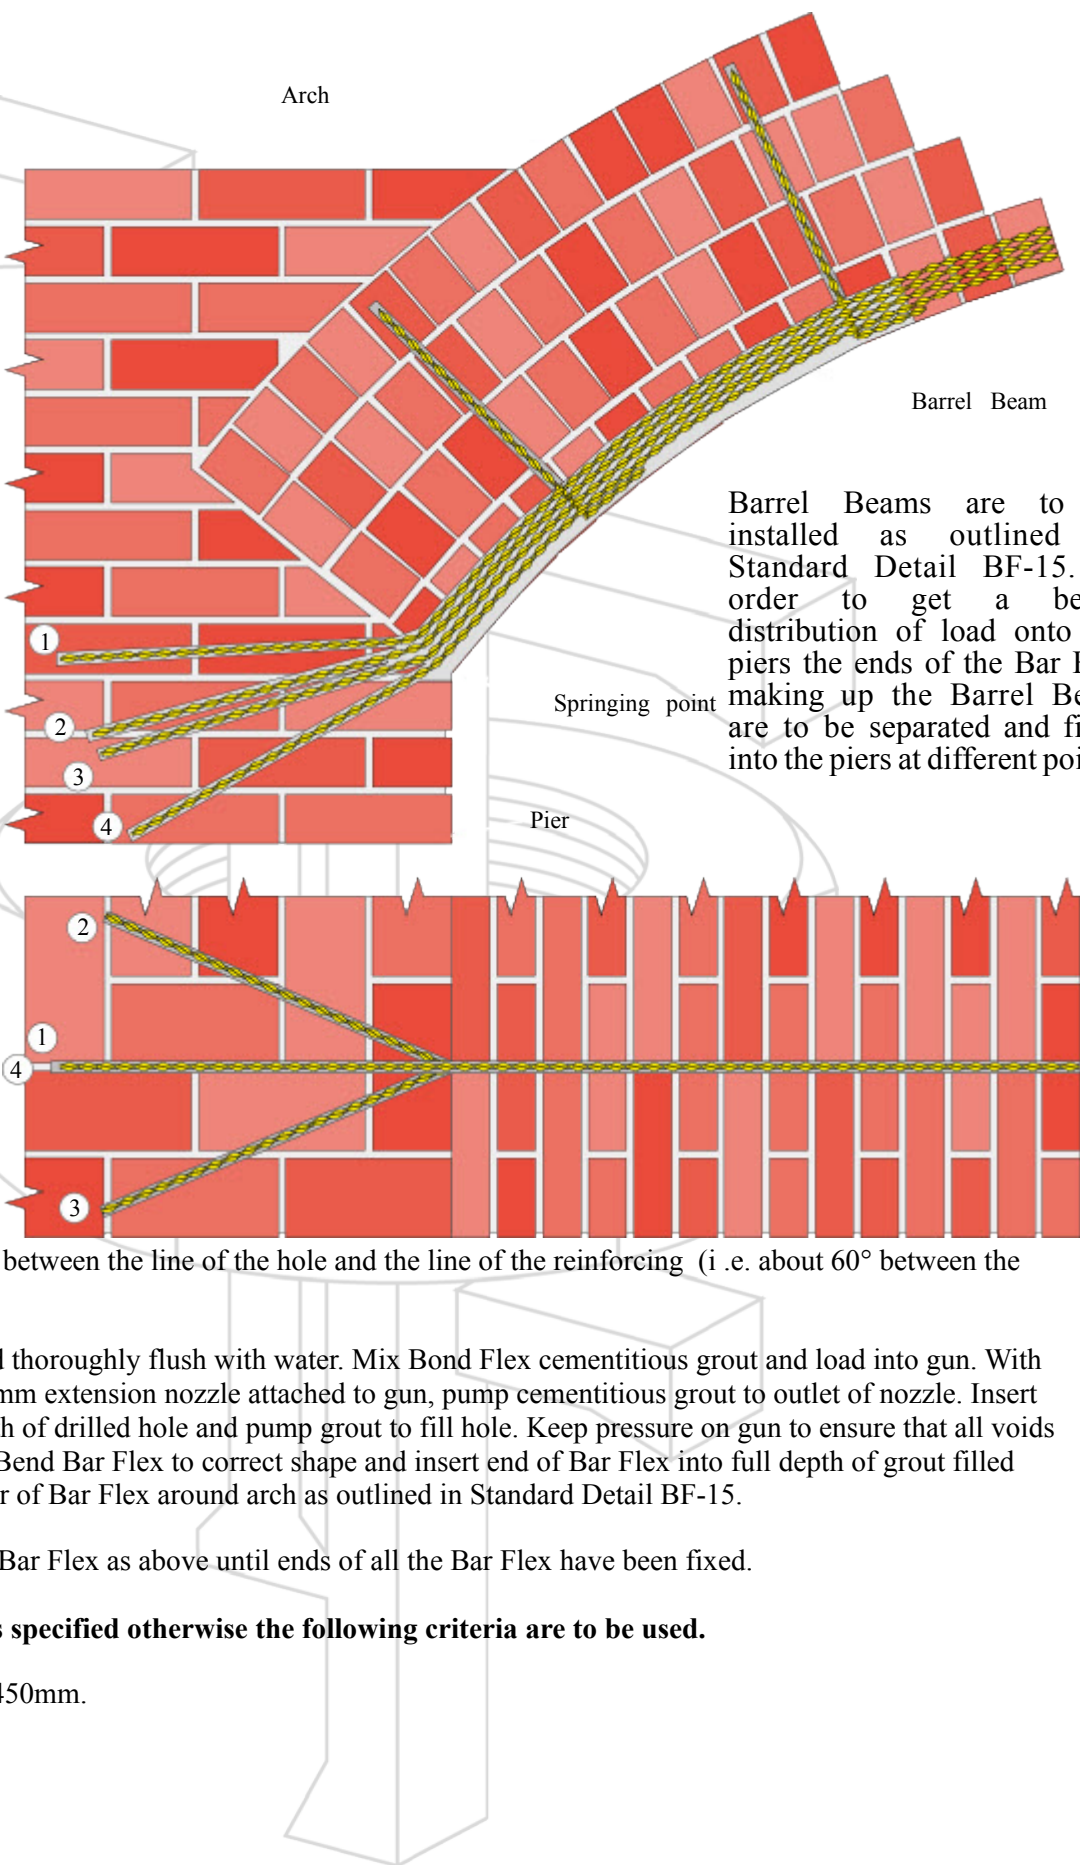 Arch
Barrel Beam
Barrel Beams are to
installed as outlined
Standard Detail BF-15.
order to get a be
distribution of load onto
piers the ends of the Bar
making up the Barrel Be
are to be separated and fi
into the piers at different poi
Springing point
Pier
1
2
3
4
2
1
4
3
between the line of the hole and the line of the reinforcing (i .e. about 60° between the
thoroughly flush with water. Mix Bond Flex cementitious grout and load into gun. With
mm extension nozzle attached to gun, pump cementitious grout to outlet of nozzle. Insert
of drilled hole and pump grout to fill hole. Keep pressure on gun to ensure that all voids
Bend Bar Flex to correct shape and insert end of Bar Flex into full depth of grout filled
of Bar Flex around arch as outlined in Standard Detail BF-15.
Bar Flex as above until ends of all the Bar Flex have been fixed.
specified otherwise the following criteria are to be used.
450mm.